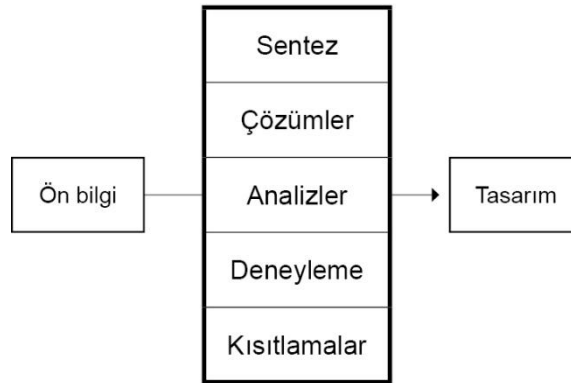 Sentez
Çözümler
Ön bilgi
Analizler
Tasarım
Deneyleme
Kısıtlamalar